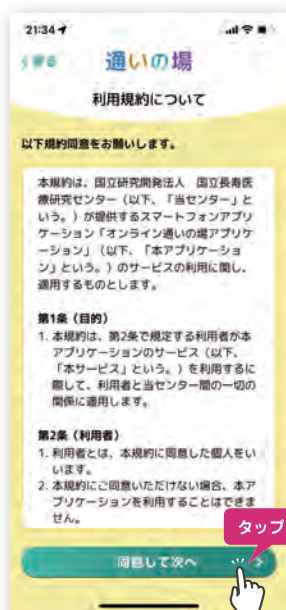 21:34
戻る
通いの場
利用規約について
以下規約同意をお願いします。
本規約は、国立研究開発法人 国立長寿医
療研究センター（以下、「当センター」と
いう。）が提供するスマートフォンアプリ
ケーション「オンライン通いの場アプリケ
ーション」（以下、「本アプリケーショ
ン」という。）のサービスの利用に関し、
適用するものとします。
第1条（目的）
1. 本規約は、第2条で規定する利用者が本
アプリケーションのサービス（以下、
「本サービス」という。）を利用するに
際して、利用者と当センター間の一切の
関係に適用します。
第2条（利用者）
1. 利用者とは、本規約に同意した個人をい
います。
2. 本規約にご同意いただけない場合、本ア
プリケーションを利用することはできま
せん。
タップ
同意して次へ